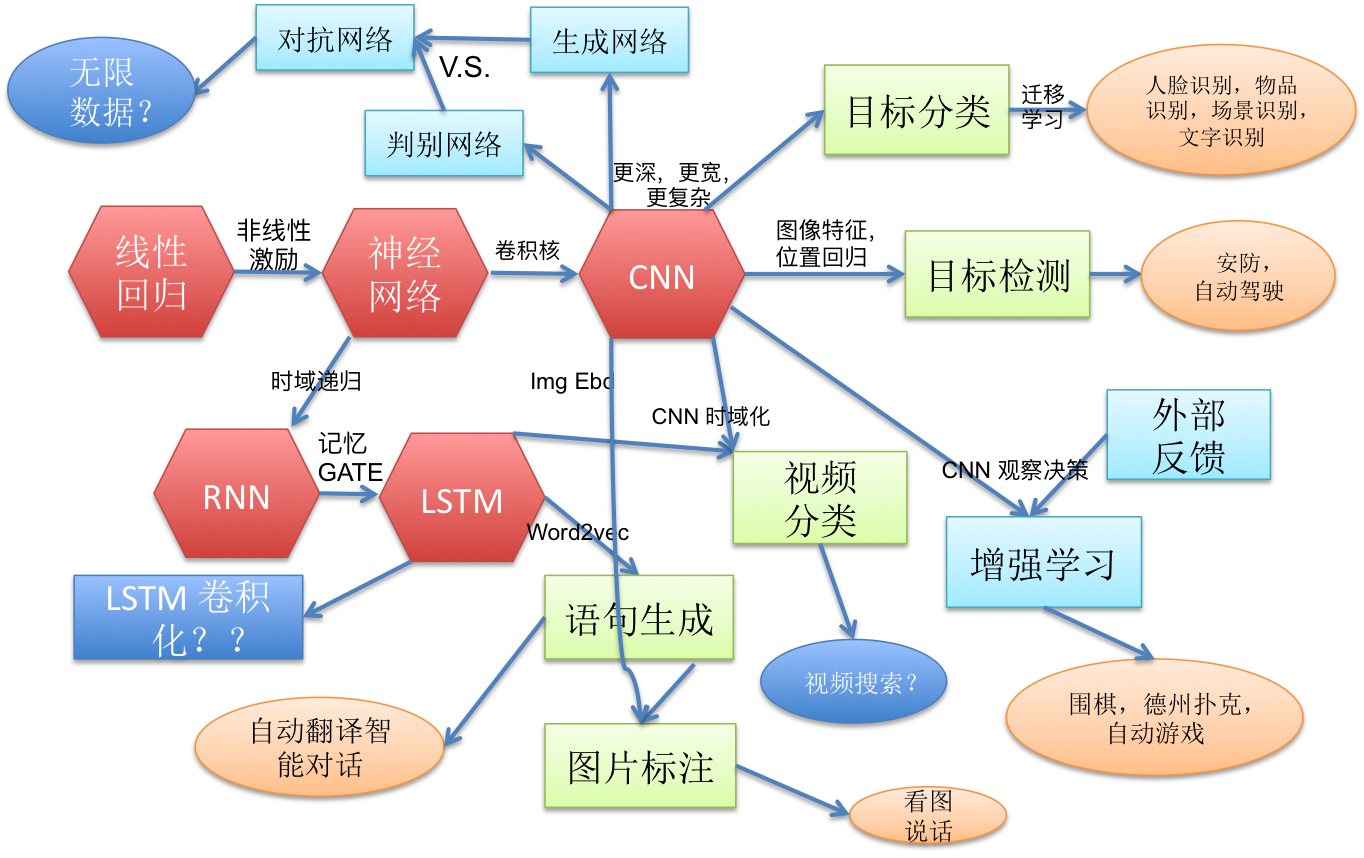 对抗网络
生成网络
V.S.
无限
数据？
判别网络
目标分类
迁移
学习
人脸识别，物品
识别，场景识别，
文字识别
更深，更宽，
更复杂
线性
回归
非线性
激励
神经
网络
卷积核
CNN
图像特征，
位置回归
目标检测
安防，
自动驾驶
时域递归
Img Ebd
CNN 时域化
外部
反馈
RNN
记忆
GATE
LSTM
CNN 观察决策
视频
分类
Word2vec
增强学习
LSTM 卷积
化？？
语句生成
视频搜索？
自动翻译智
能对话
围棋，德州扑克，
自动游戏
图片标注
看图
说话